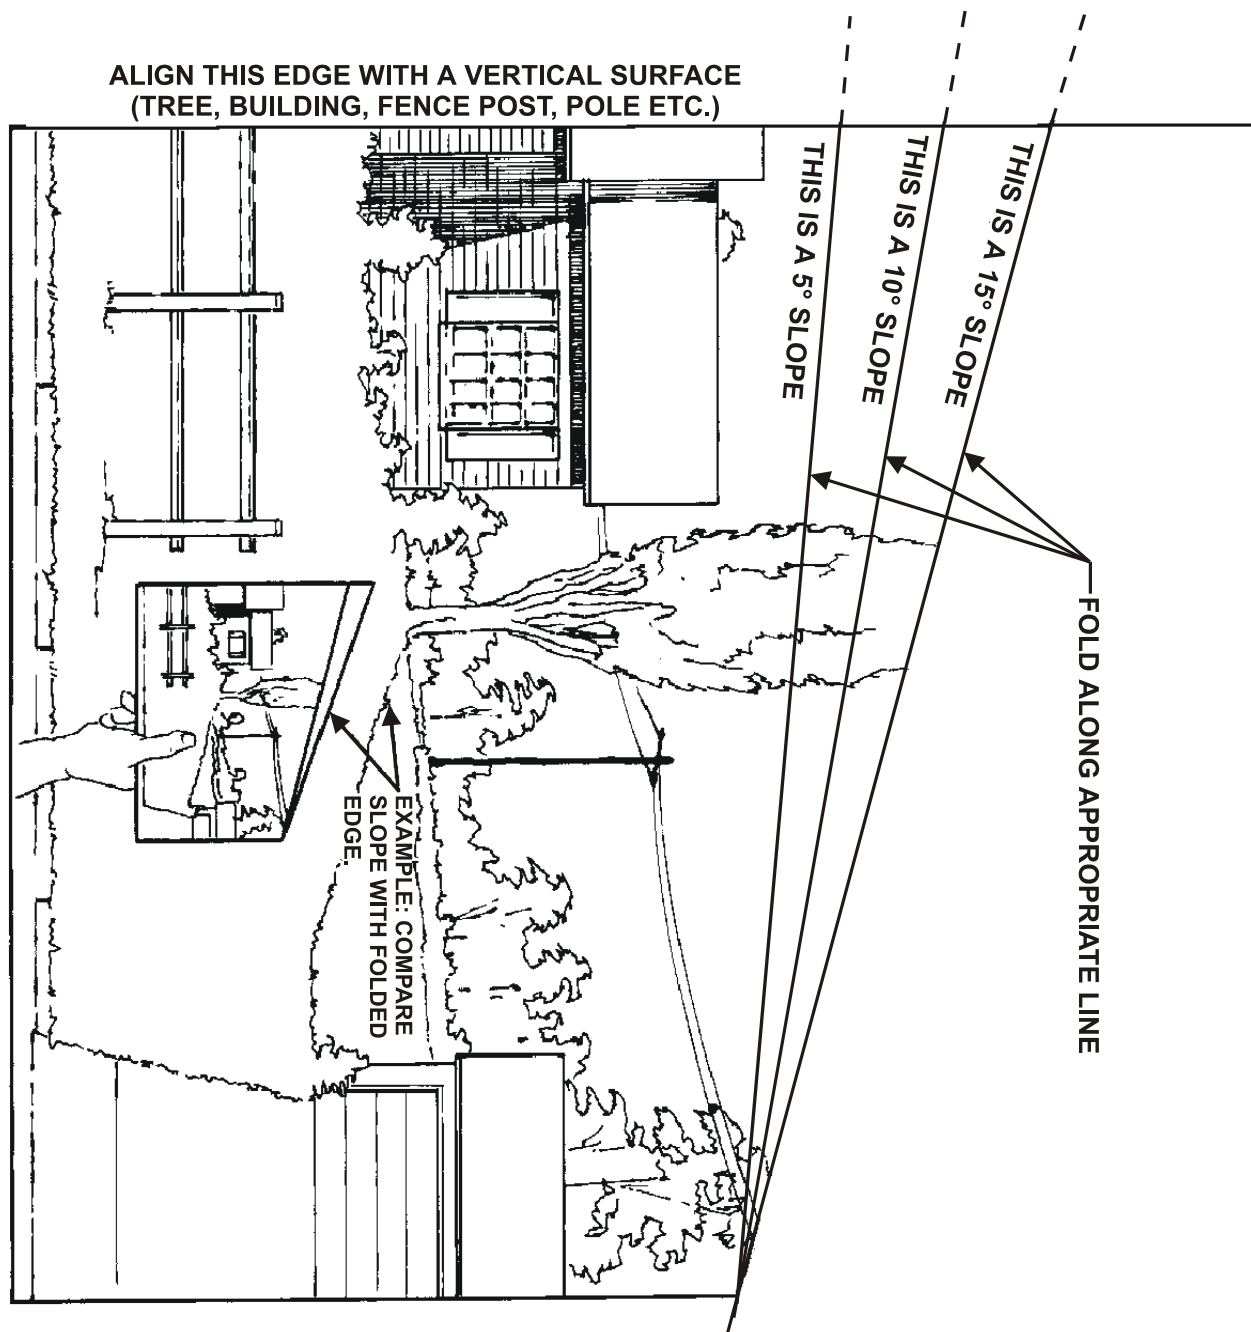 ALIGN THIS EDGE WITH A VERTICAL SURFACE
(TREE, BUILDING, FENCE POST, POLE ETC.)
THIS IS A 5° SLOPE
THIS IS A 10° SLOPE
THIS IS A 15° SLOPE
FOLD ALONG APPROPRIATE LINE
EXAMPLE: COMPARE
SLOPE WITH FOLDED
EDGE.